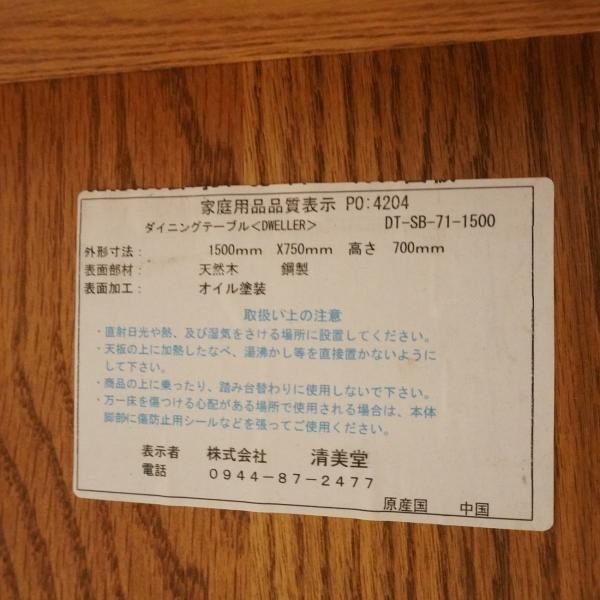 家庭用品品質表示 PO:4204
ダイニングテーブル<DWELLER> DT-SB-71-1500
外形寸法： 1500mm X750mm 高さ 700mm
表面部材： 天然木 鋼製
表面加工： オイル塗装
取扱い上の注意
・直射日光や熱、及び湿気をさける場所に設置してください。
・天板の上に加熱したなべ、湯沸かし等を直接置かないように
して下さい。
・商品の上に乗ったり、踏み台替わりに使用しないで下さい。
・万一床を傷つける心配がある場所で使用される場合は、本体
脚部に傷防止用シールなどを張ってご使用ください。
表示者 株式会社 清美堂
電話 0944-87-2477
原産国 中国